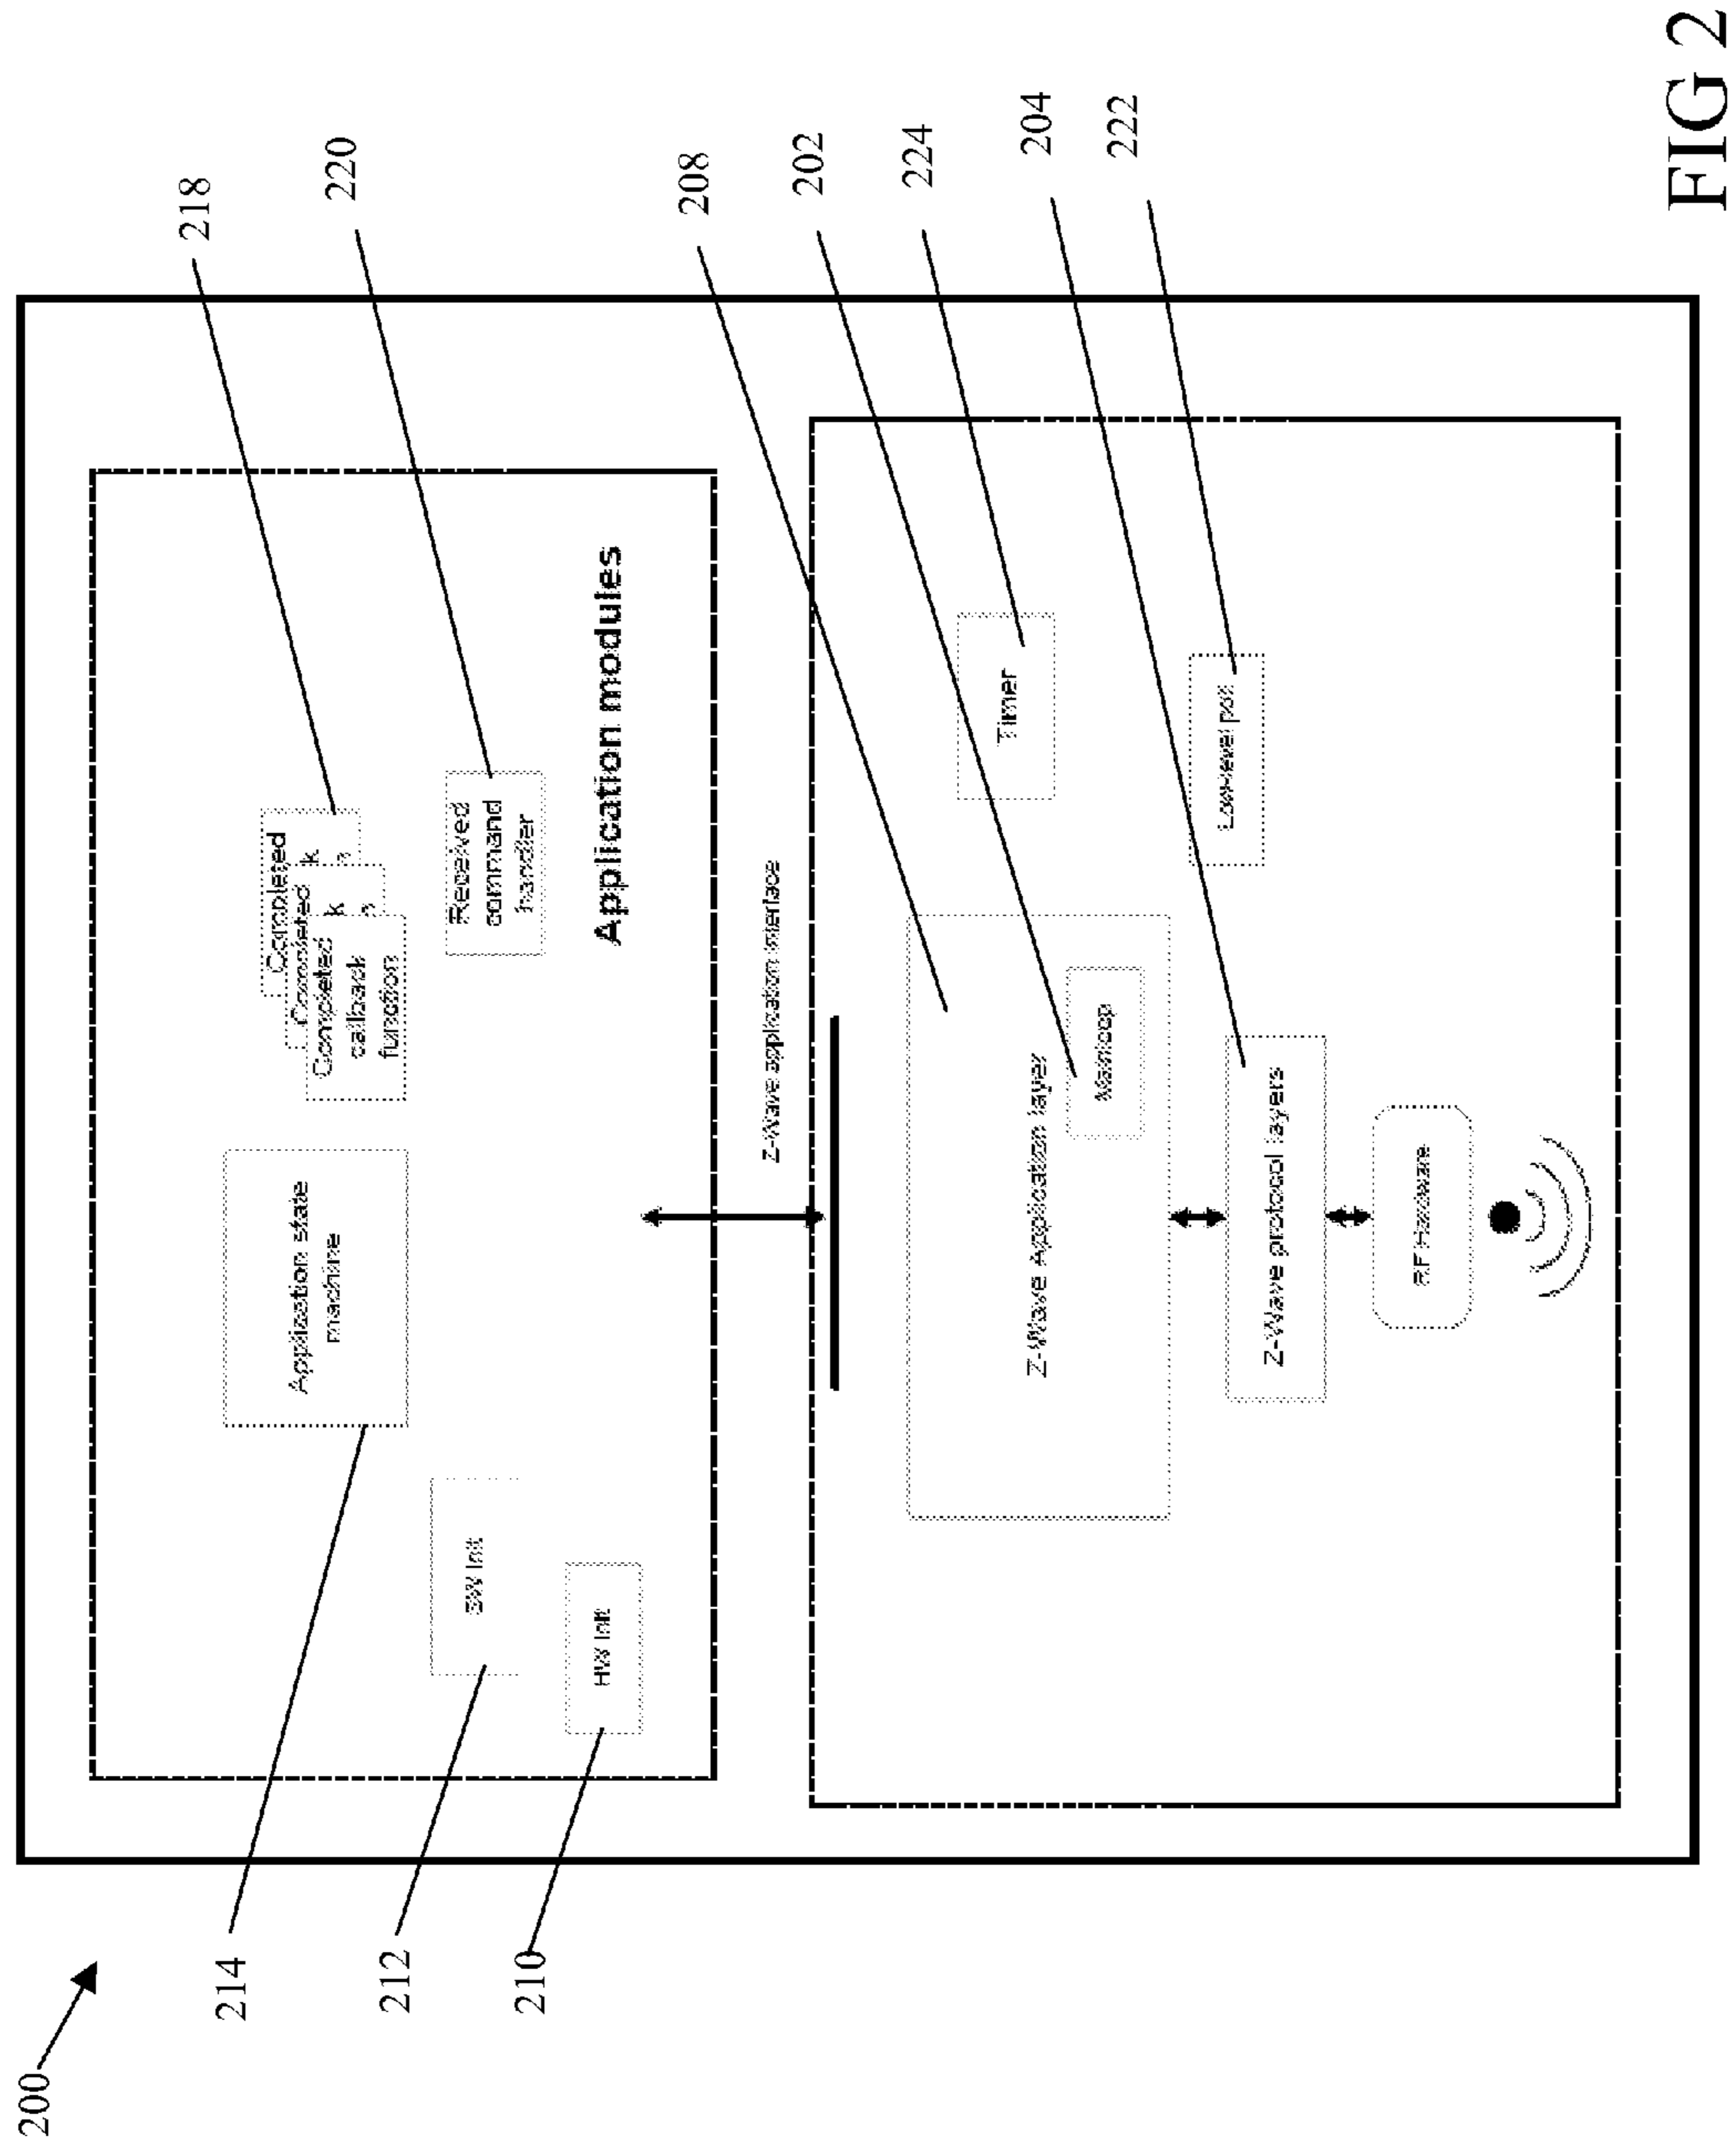 200
214
212
210
218
220
208
202
224
204
222
Application state
machine
Completed
k
n
Completed
k
n
Completed
callback
function
SW Init
HW Init
Received
command
handler
Application modules
Z-Wave application interface
Z-Wave Application layer
Mainloop
Timer
Z-Wave protocol layers
Low-level poll
RF Hardware
FIG 2